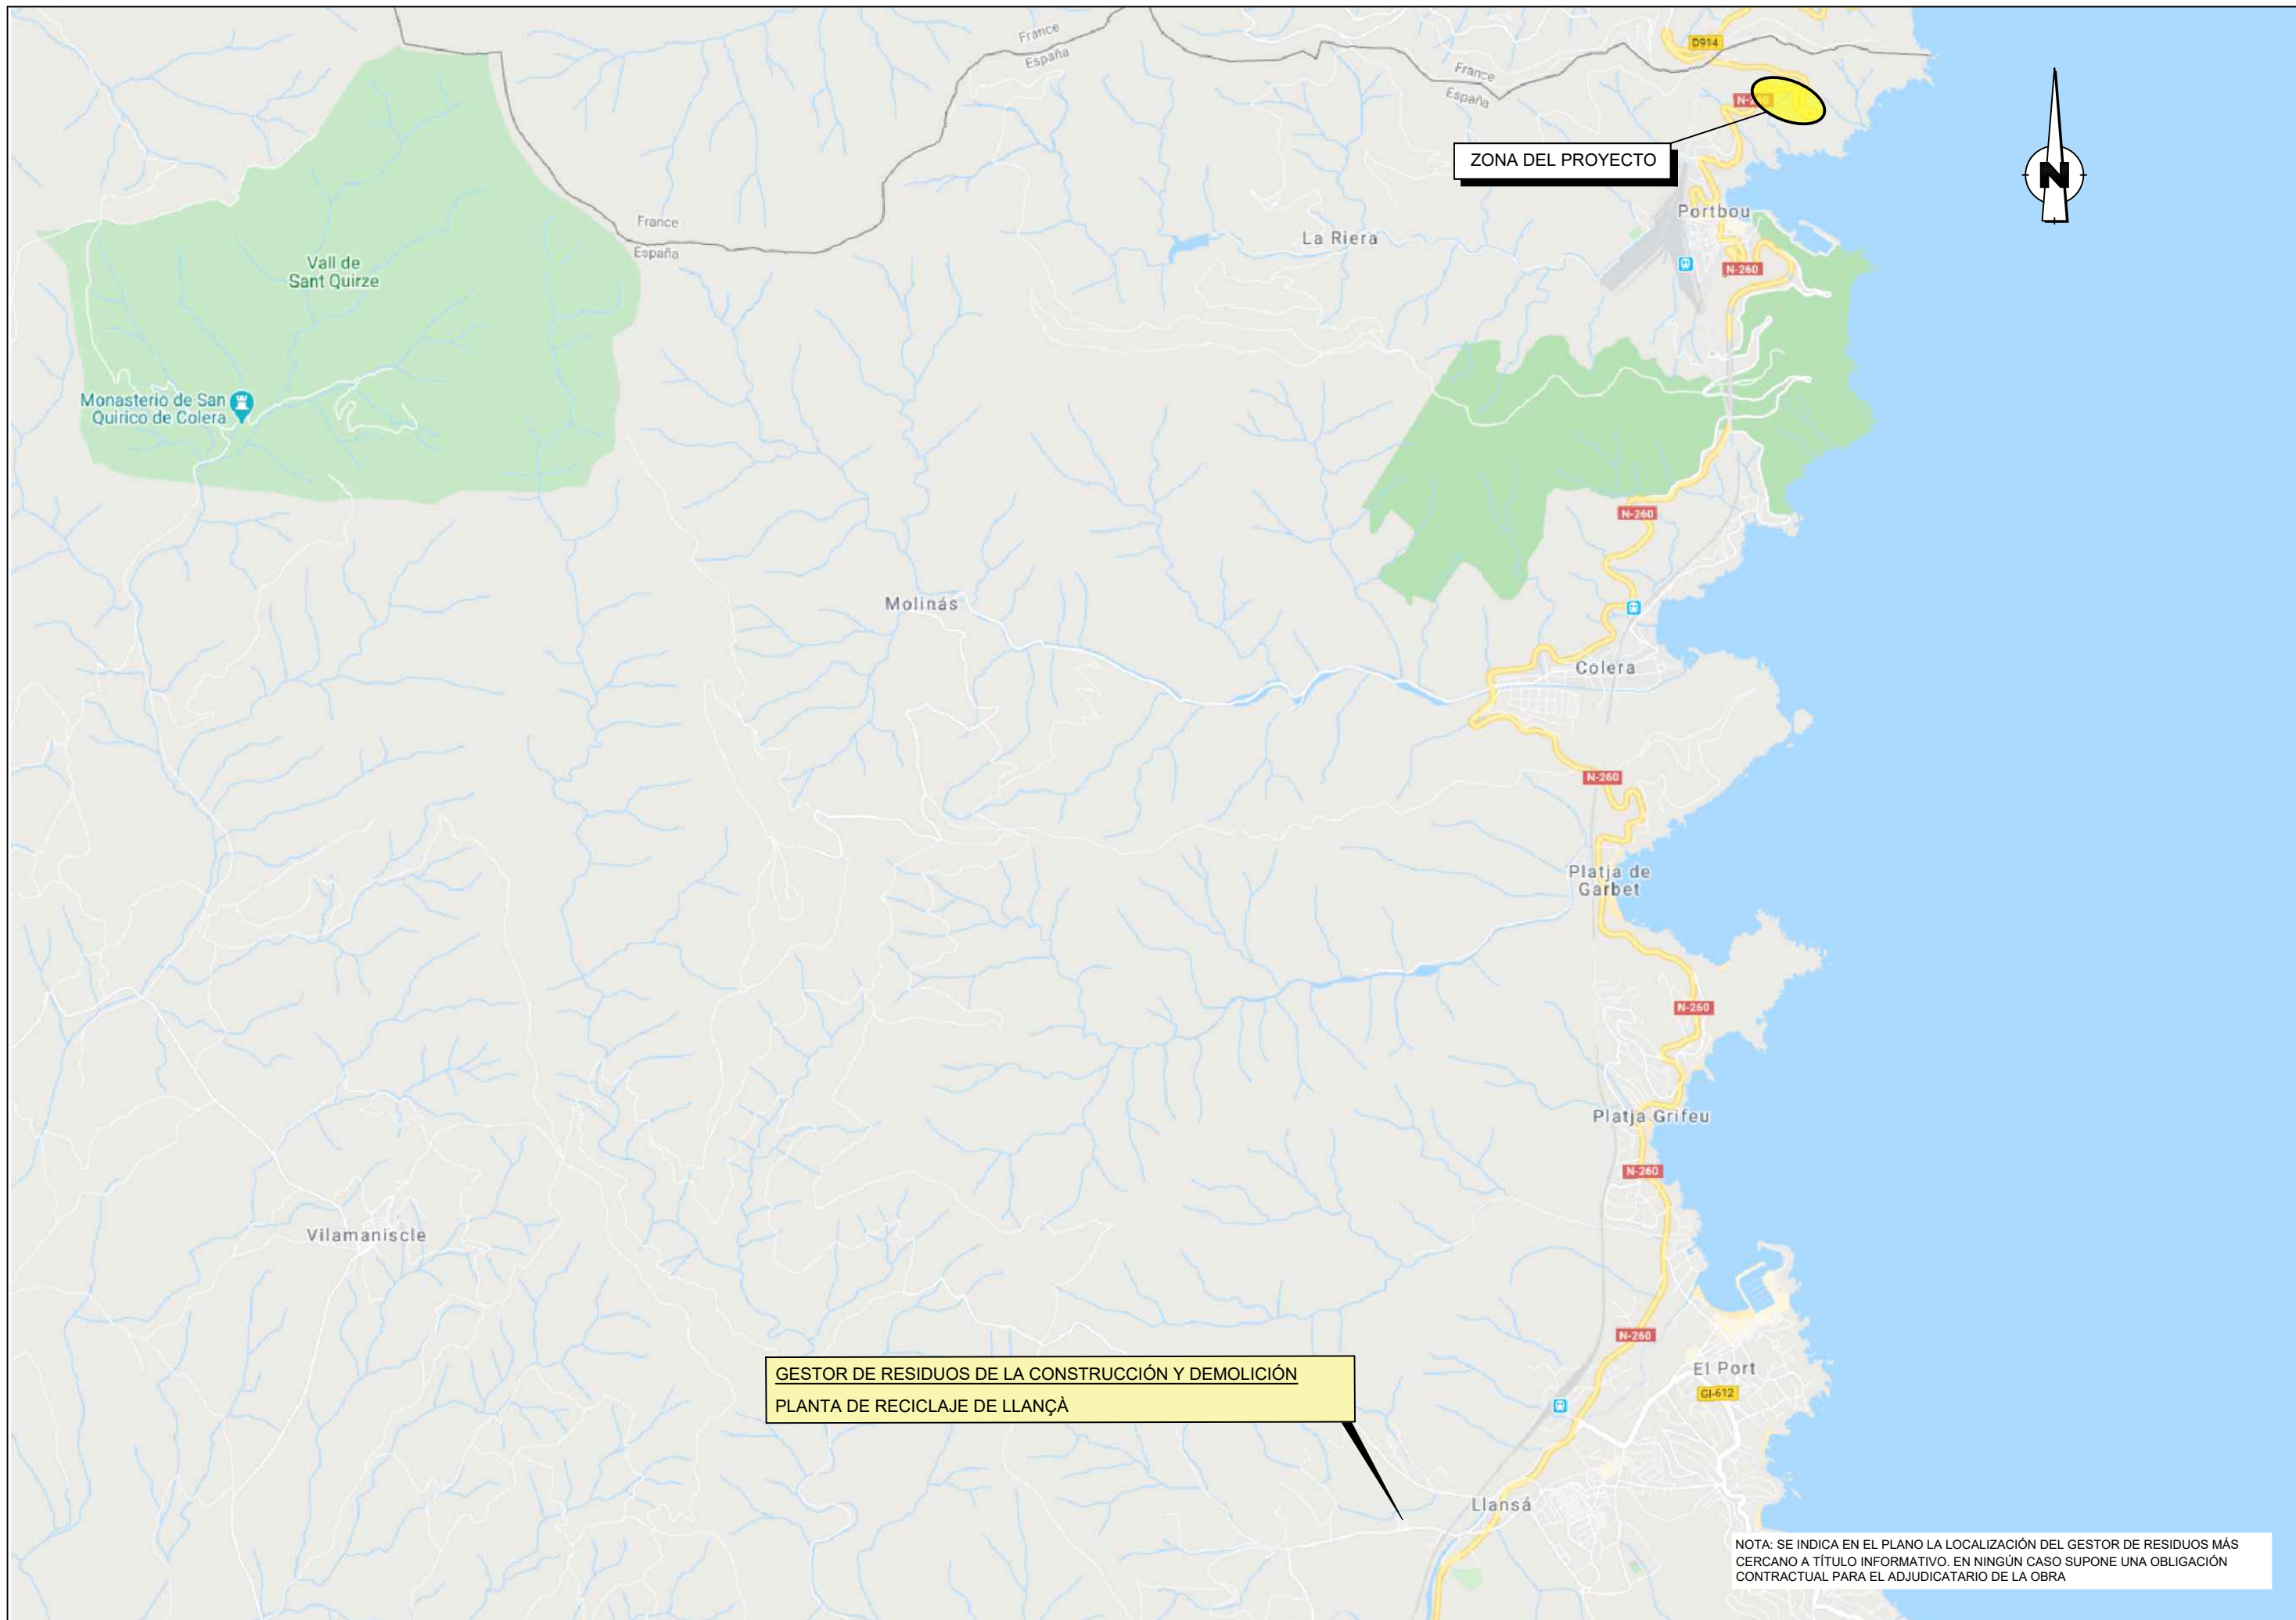 France
España
D914
France
España
N-2
ZONA DEL PROYECTO
N
Portbou
La Riera
France
España
Vall de
Sant Quirze
N-260
Monasterio de San
Quirico de Colera
N-260
Molinás
Colera
N-260
Platja de
Garbet
N-260
Platja Grifeu
N-260
Vilamaniscle
N-260
El Port
GI-612
GESTOR DE RESIDUOS DE LA CONSTRUCCIÓN Y DEMOLICIÓN
PLANTA DE RECICLAJE DE LLANÇÀ
Llansá
NOTA: SE INDICA EN EL PLANO LA LOCALIZACIÓN DEL GESTOR DE RESIDUOS MÁS
CERCANO A TÍTULO INFORMATIVO. EN NINGÚN CASO SUPONE UNA OBLIGACIÓN
CONTRACTUAL PARA EL ADJUDICATARIO DE LA OBRA